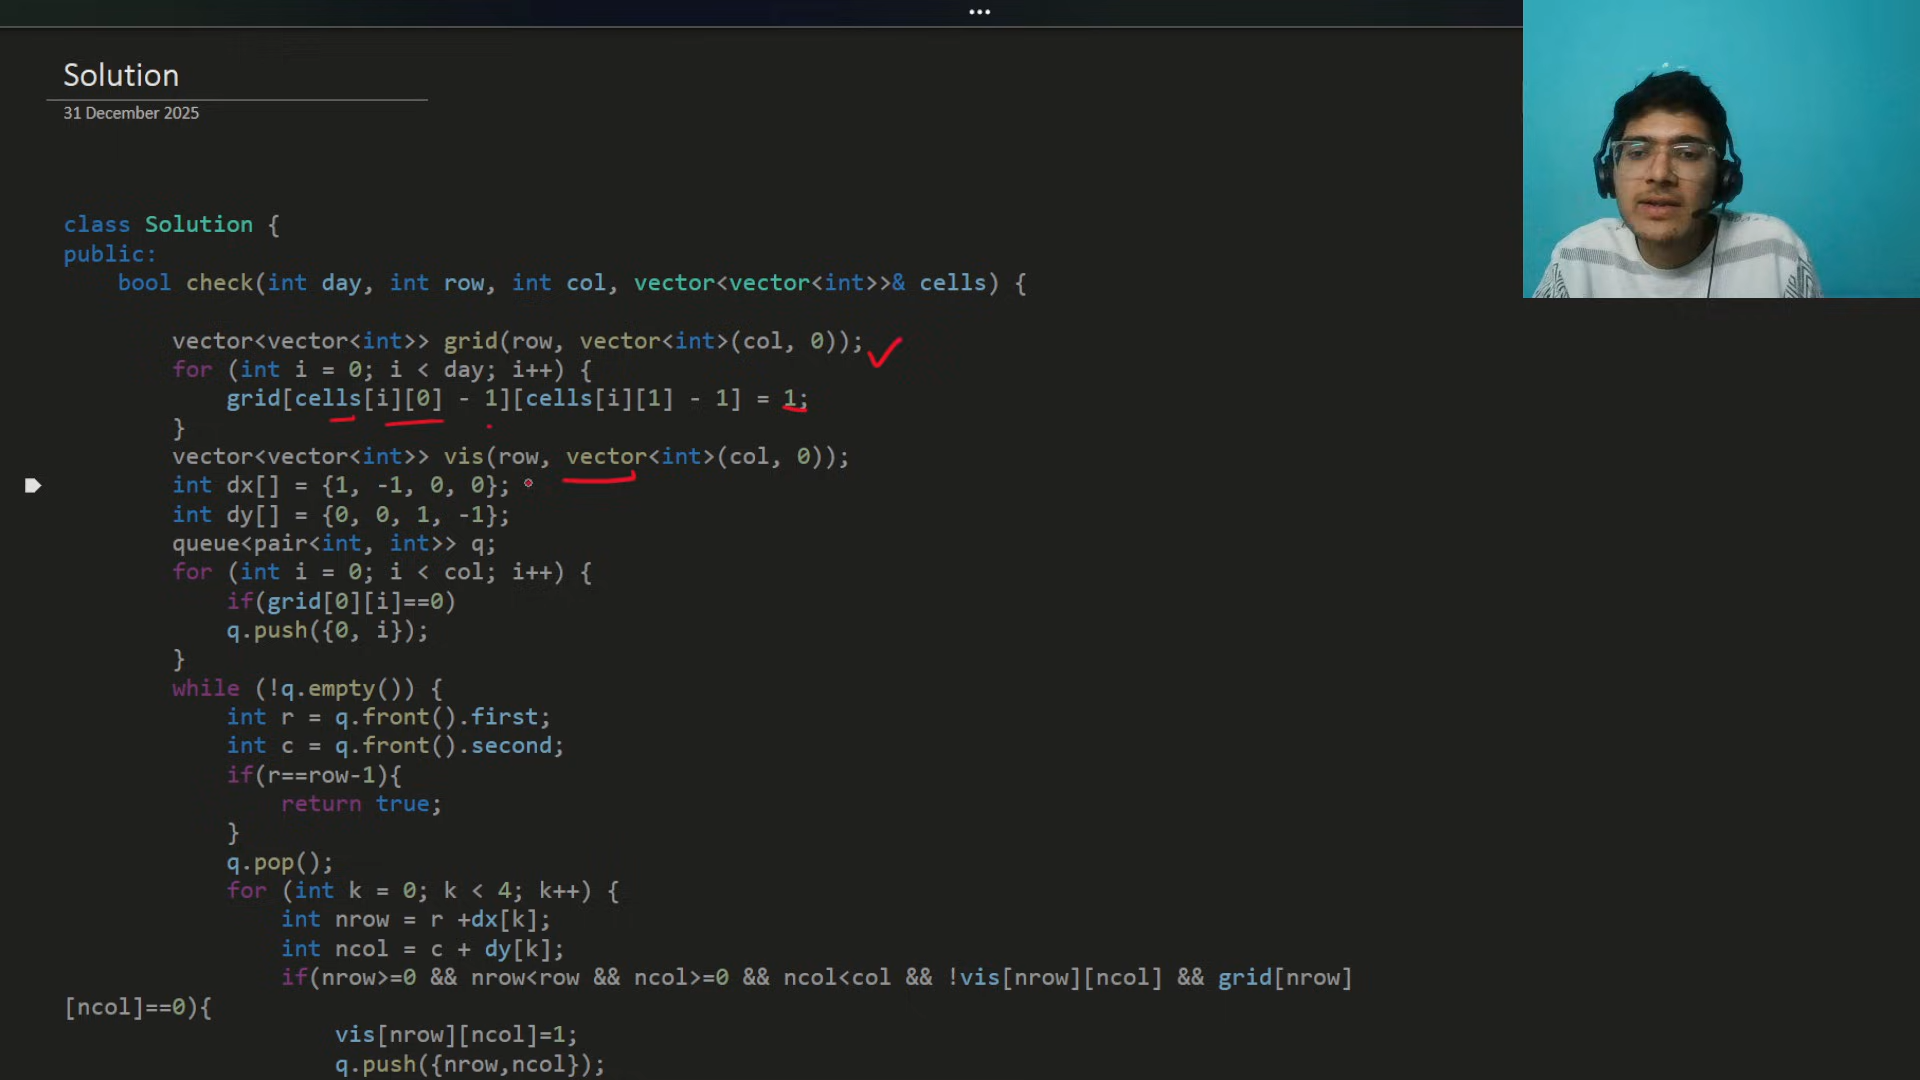 ...
Solution
31 December 2025
class Solution {
public:
    bool check(int day, int row, int col, vector<vector<int>>& cells) {
        vector<vector<int>> grid(row, vector<int>(col, 0));
        for (int i = 0; i < day; i++) {
            grid[cells[i][0] - 1][cells[i][1] - 1] = 1;
        }
        vector<vector<int>> vis(row, vector<int>(col, 0));
        int dx[] = {1, -1, 0, 0};
        int dy[] = {0, 0, 1, -1};
        queue<pair<int, int>> q;
        for (int i = 0; i < col; i++) {
            if(grid[0][i]==0)
            q.push({0, i});
        }
        while (!q.empty()) {
            int r = q.front().first;
            int c = q.front().second;
            if(r==row-1){
                return true;
            }
            q.pop();
            for (int k = 0; k < 4; k++) {
                int nrow = r +dx[k];
                int ncol = c + dy[k];
                if(nrow>=0 && nrow<row && ncol>=0 && ncol<col && !vis[nrow][ncol] && grid[nrow]
[ncol]==0){
                    vis[nrow][ncol]=1;
                    q.push({nrow,ncol});